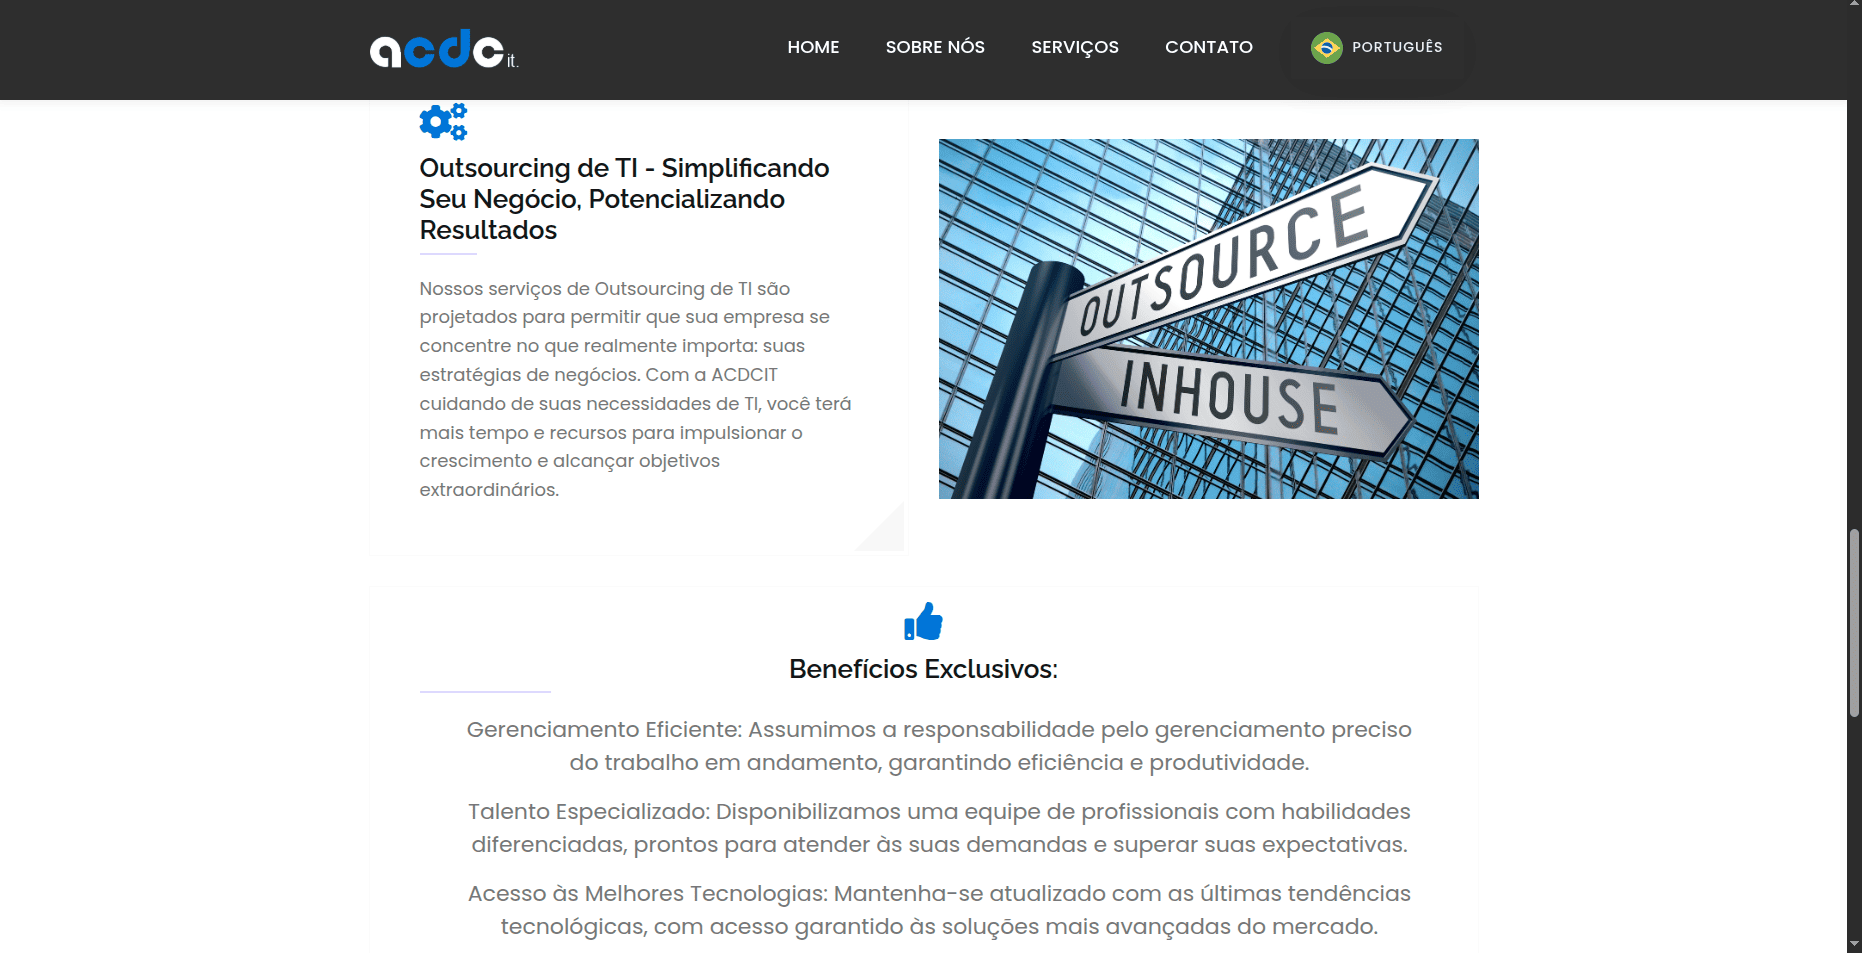 acdc it.
HOME
SOBRE NÓS
SERVIÇOS
CONTATO
PORTUGUÊS
Outsourcing de TI - Simplificando
Seu Negócio, Potencializando
Resultados
Nossos serviços de Outsourcing de TI são
projetados para permitir que sua empresa se
concentre no que realmente importa: suas
estratégias de negócios. Com a ACDCIT
cuidando de suas necessidades de TI, você terá
mais tempo e recursos para impulsionar o
crescimento e alcançar objetivos
extraordinários.
OUTSOURCE
INHOUSE
Benefícios Exclusivos:
Gerenciamento Eficiente: Assumimos a responsabilidade pelo gerenciamento preciso
do trabalho em andamento, garantindo eficiência e produtividade.
Talento Especializado: Disponibilizamos uma equipe de profissionais com habilidades
diferenciadas, prontos para atender às suas demandas e superar suas expectativas.
Acesso às Melhores Tecnologias: Mantenha-se atualizado com as últimas tendências
tecnológicas, com acesso garantido às soluções mais avançadas do mercado.